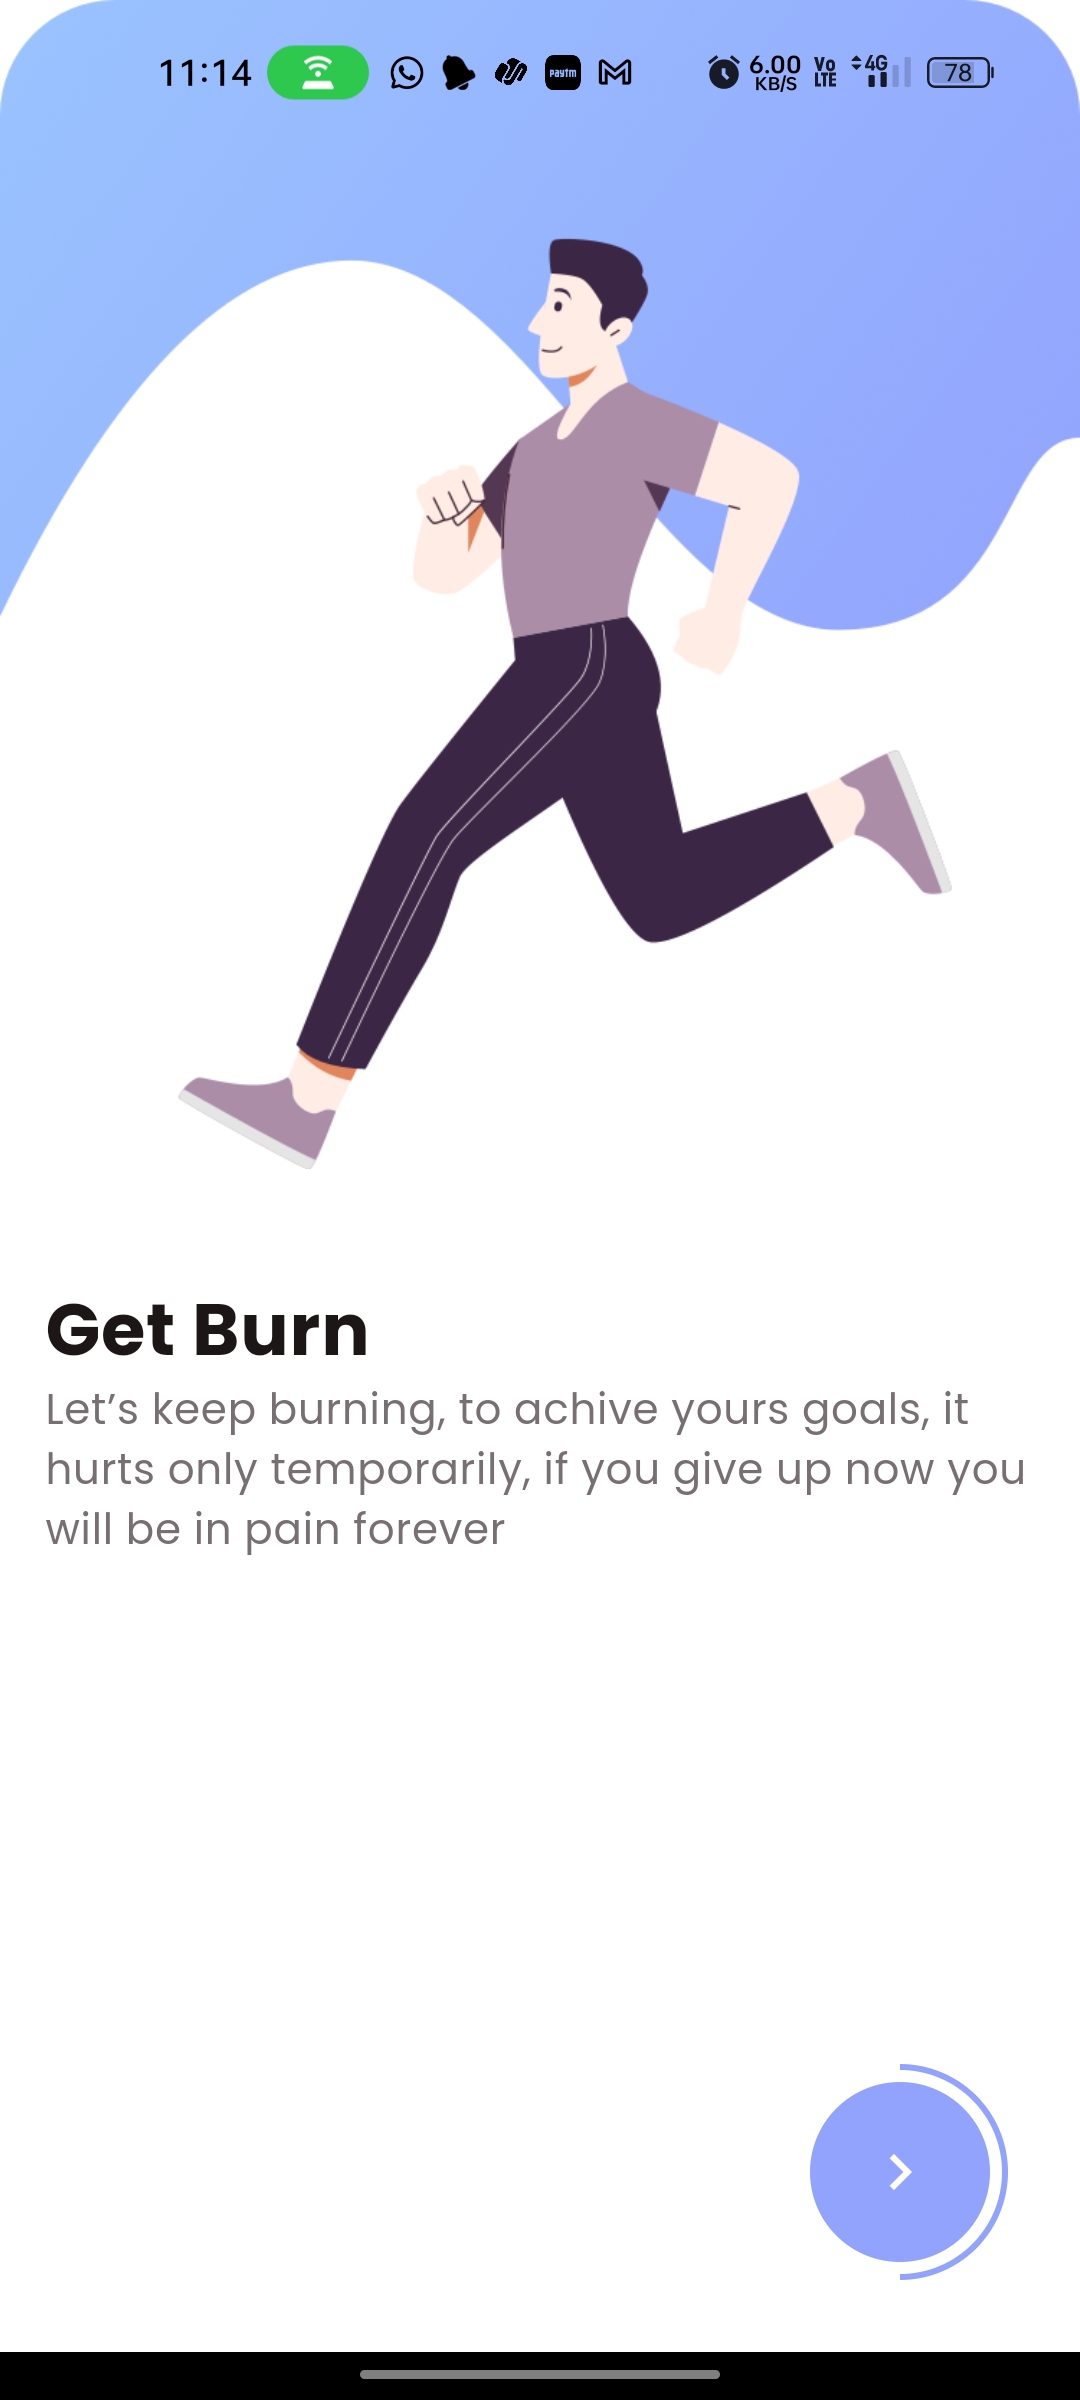 11:14 paytm 6.00 KB/S Vo LTE 4G 78
Get Burn
Let’s keep burning, to achive yours goals, it
hurts only temporarily, if you give up now you
will be in pain forever